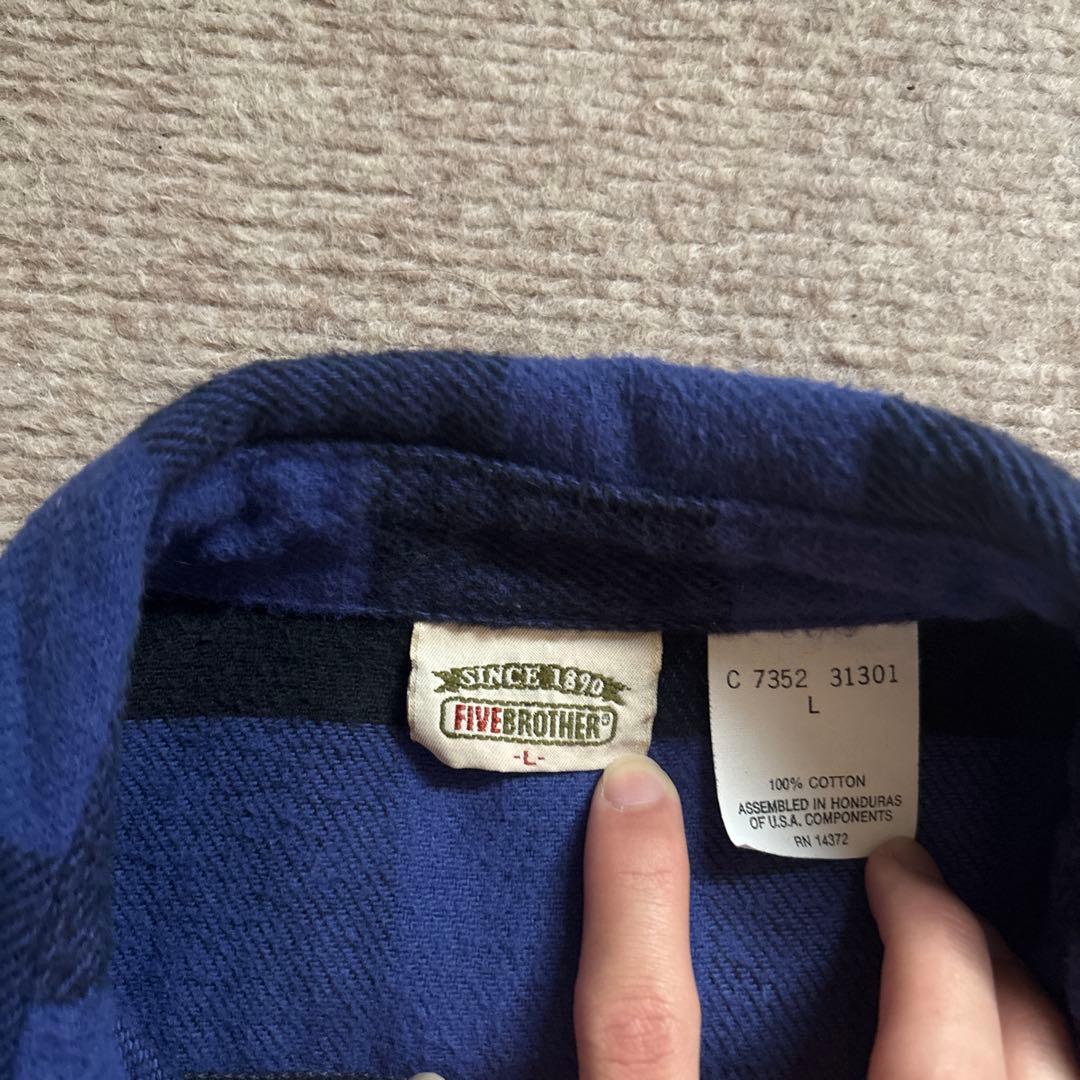 SINCE 1890
FIVEBROTHER®
-L-
C 7352 31301
L
100% COTTON
ASSEMBLED IN HONDURAS
OF U.S.A. COMPONENTS
RN 14372